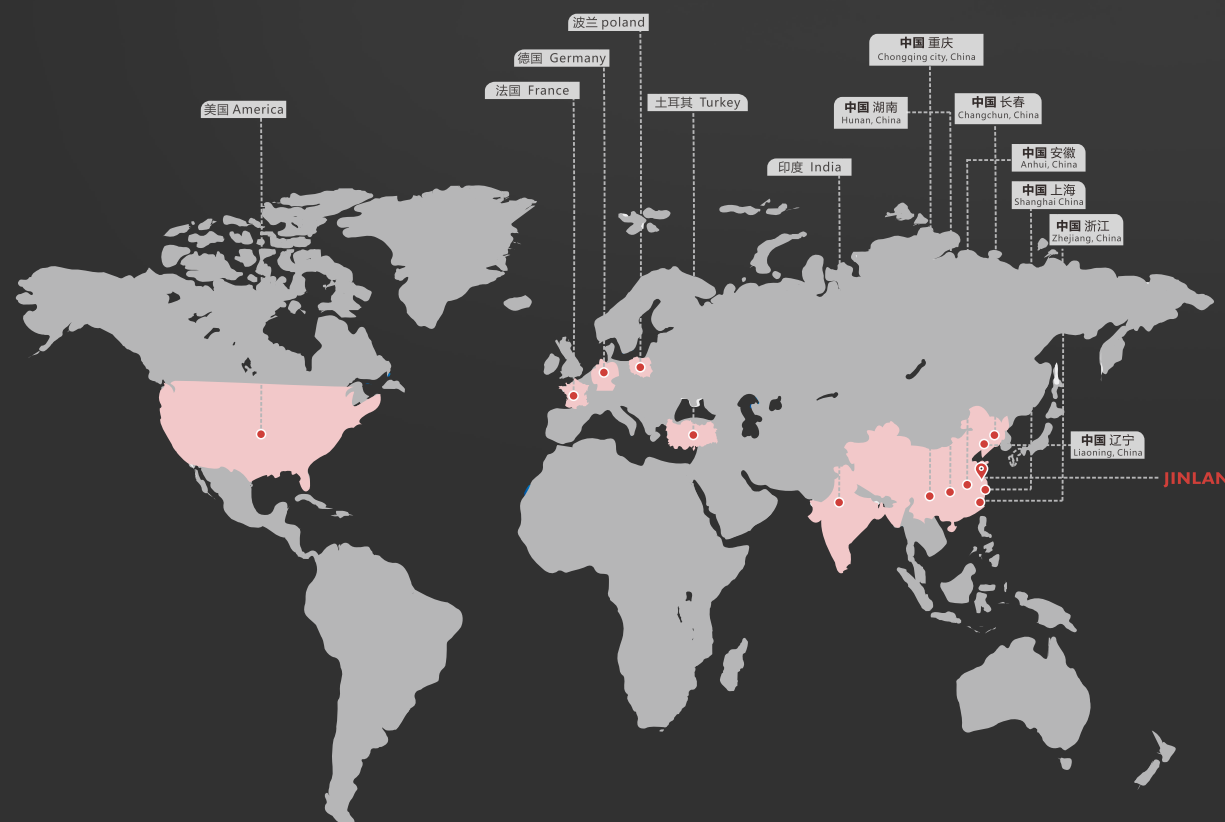 波兰 poland
中国 重庆
Chongqing city, China
德国 Germany
法国 France
土耳其 Turkey
中国 湖南
Hunan, China
中国 长春
Changchun, China
美国 America
中国 安徽
Anhui, China
印度 India
中国 上海
Shanghai China
中国 浙江
Zhejiang, China
中国 辽宁
Liaoning, China
JINLAN